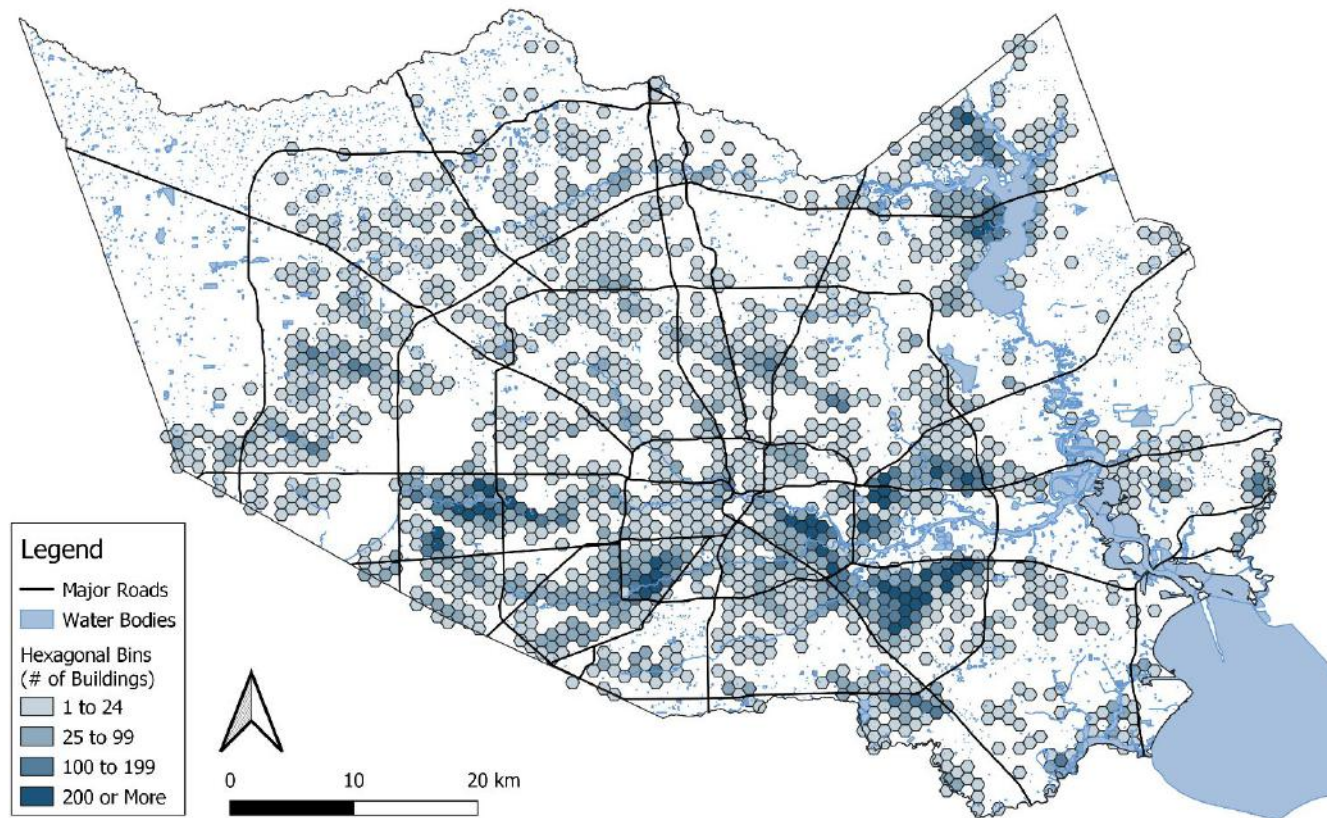 Legend
Major Roads
Water Bodies
Hexagonal Bins
(# of Buildings)
1 to 24
25 to 99
100 to 199
200 or More
0 10 20 km